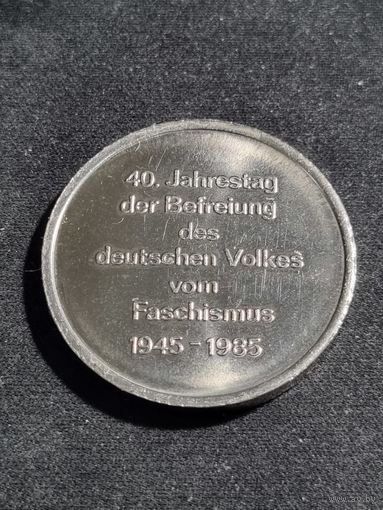 40. Jahrestag
der Befreiung
des
deutschen Volkes
vom
Faschismus
1945-1985